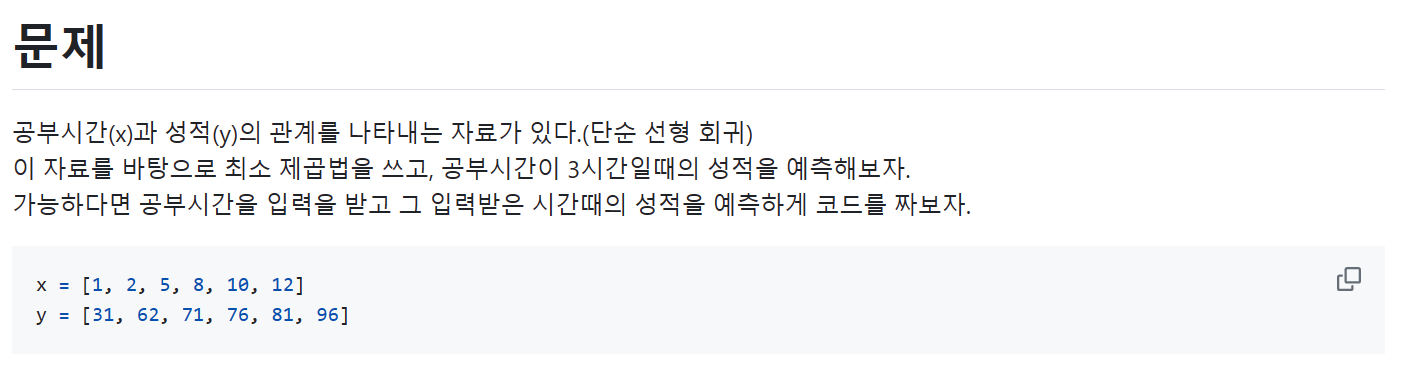 문제
공부시간(x)과 성적(y)의 관계를 나타내는 자료가 있다.(단순 선형 회귀)
이 자료를 바탕으로 최소 제곱법을 쓰고, 공부시간이 3시간일때의 성적을 예측해보자.
가능하다면 공부시간을 입력을 받고 그 입력받은 시간때의 성적을 예측하게 코드를 짜보자.
x = [1, 2, 5, 8, 10, 12]
y = [31, 62, 71, 76, 81, 96]